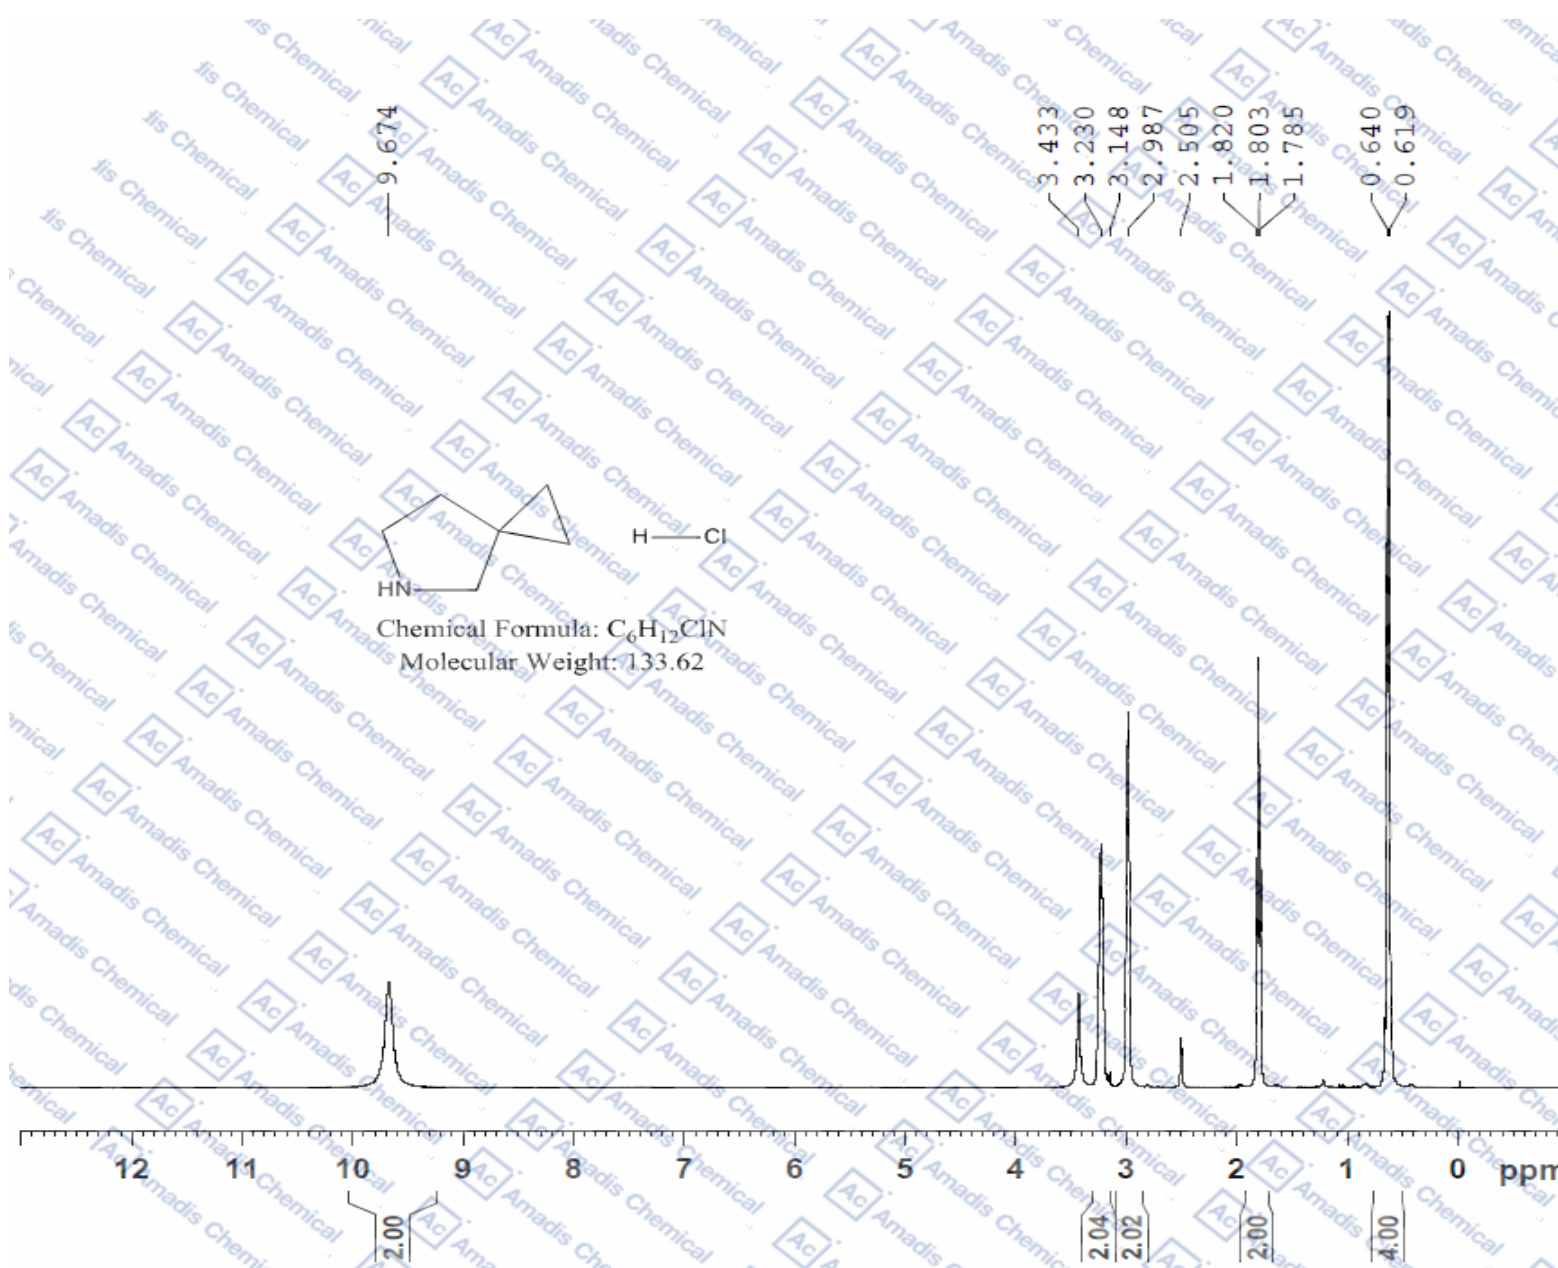 9.674
3.433
3.230
3.148
2.987
2.505
1.820
1.803
1.785
0.640
0.619
Ac Amadis Chemical
HN
H Cl
Chemical Formula: C₆H₁₂ClN
Molecular Weight: 133.62
12 11 10 9 8 7 6 5 4 3 2 1 0 ppm
2.00
2.04
2.02
2.00
4.00